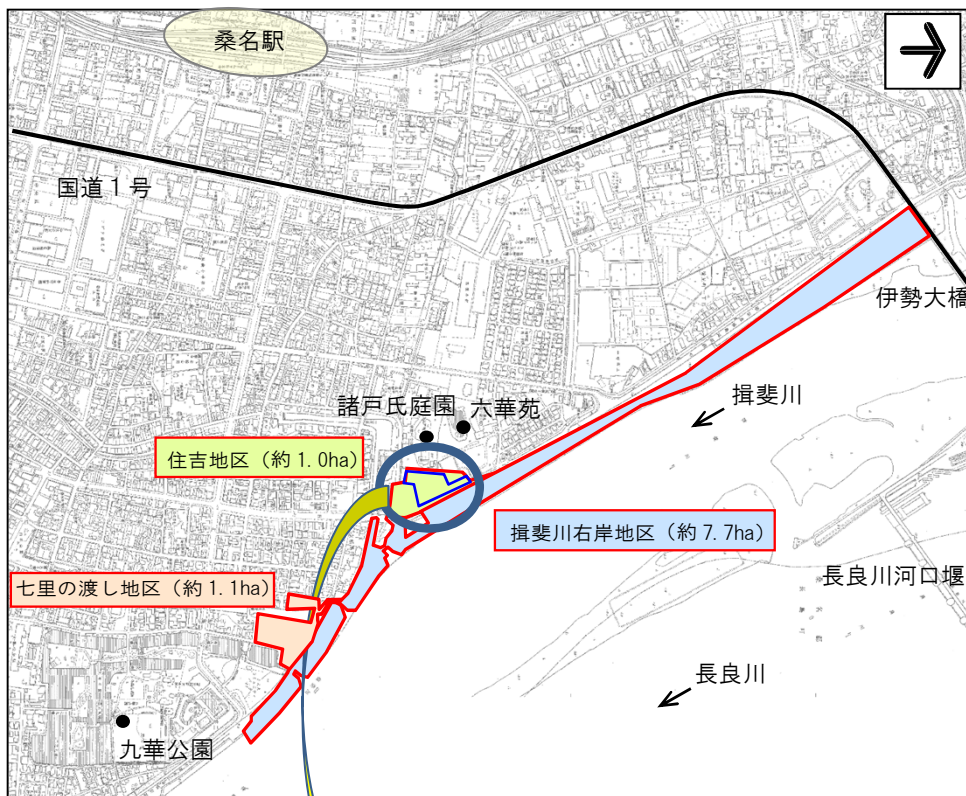 桑名駅
国道1号
伊勢大橋
揖斐川
諸戸氏庭園
六華苑
住吉地区(約1.0ha)
揖斐川右岸地区(約7.7ha)
長良川河口堰
七里の渡し地区(約1.1ha)
長良川
九華公園